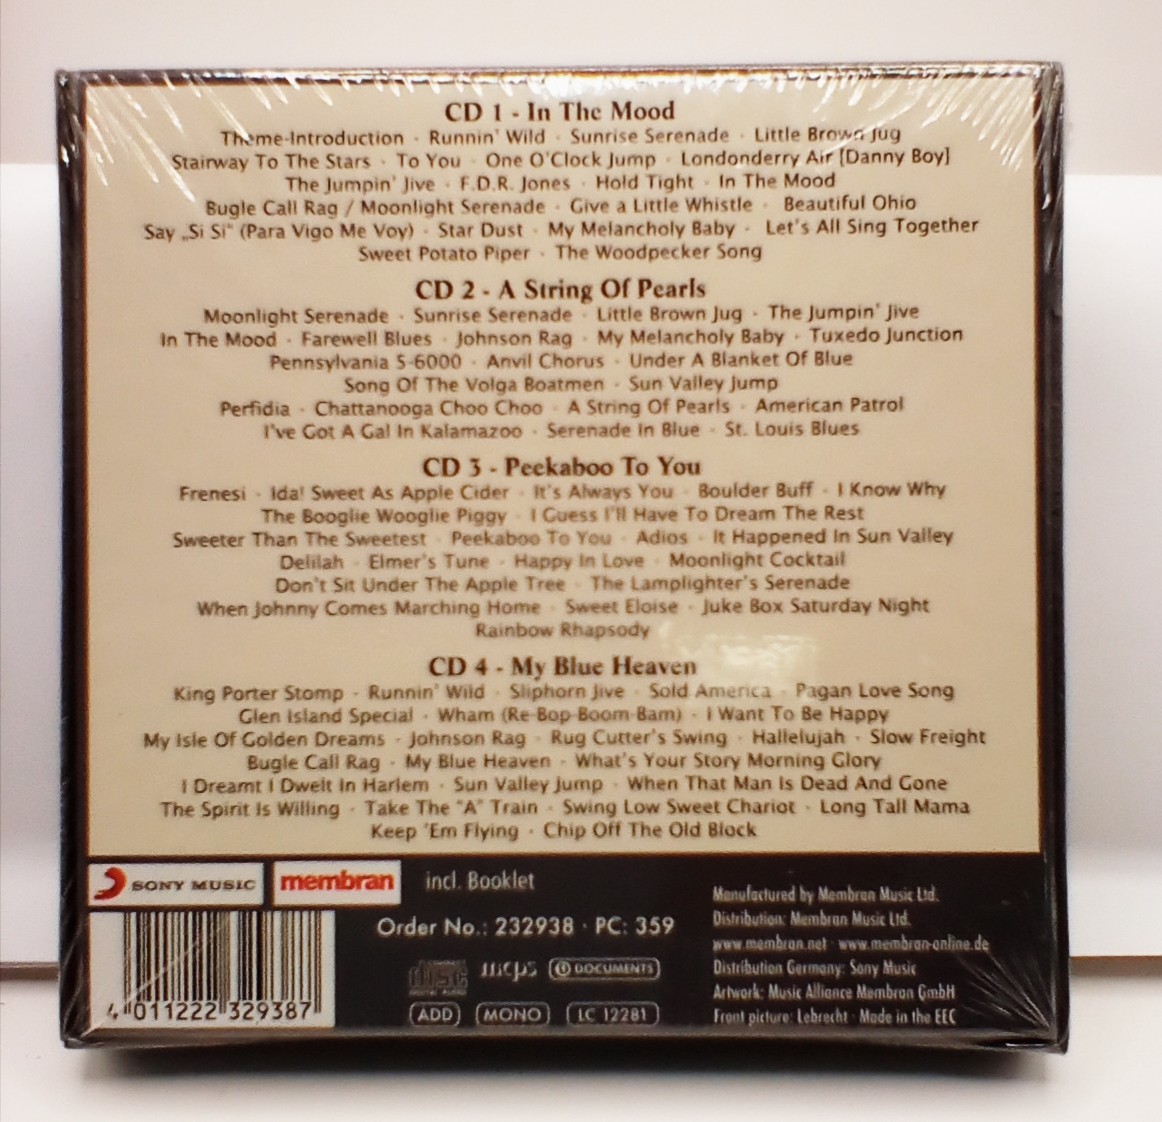 CD 1 - In The Mood
Theme-Introduction · Runnin' Wild · Sunrise Serenade · Little Brown Jug
Stairway To The Stars · To You · One O'Clock Jump · Londonderry Air [Danny Boy]
The Jumpin' Jive · F.D.R. Jones · Hold Tight · In The Mood
Bugle Call Rag / Moonlight Serenade · Give a Little Whistle · Beautiful Ohio
Say „Si Si“ (Para Vigo Me Voy) · Star Dust · My Melancholy Baby · Let's All Sing Together
Sweet Potato Piper · The Woodpecker Song
CD 2 - A String Of Pearls
Moonlight Serenade · Sunrise Serenade · Little Brown Jug · The Jumpin' Jive
In The Mood · Farewell Blues · Johnson Rag · My Melancholy Baby · Tuxedo Junction
Pennsylvania 5-6000 · Anvil Chorus · Under A Blanket Of Blue
Song Of The Volga Boatmen · Sun Valley Jump
Perfidia · Chattanooga Choo Choo · A String Of Pearls · American Patrol
I've Got A Gal In Kalamazoo · Serenade In Blue · St. Louis Blues
CD 3 - Peekaboo To You
Frenesi · Ida! Sweet As Apple Cider · It's Always You · Boulder Buff · I Know Why
The Booglie Wooglie Piggy · I Guess I'll Have To Dream The Rest
Sweeter Than The Sweetest · Peekaboo To You · Adios · It Happened In Sun Valley
Delilah · Elmer's Tune · Happy In Love · Moonlight Cocktail
Don't Sit Under The Apple Tree · The Lamplighter's Serenade
When Johnny Comes Marching Home · Sweet Eloise · Juke Box Saturday Night
Rainbow Rhapsody
CD 4 - My Blue Heaven
King Porter Stomp · Runnin' Wild · Sliphorn Jive · Sold America · Pagan Love Song
Glen Island Special · Wham (Re-Bop-Boom-Bam) · I Want To Be Happy
My Isle Of Golden Dreams · Johnson Rag · Rug Cutter's Swing · Hallelujah · Slow Freight
Bugle Call Rag · My Blue Heaven · What's Your Story Morning Glory
I Dreamt I Dwelt In Harlem · Sun Valley Jump · When That Man Is Dead And Gone
The Spirit Is Willing · Take The "A" Train · Swing Low Sweet Chariot · Long Tall Mama
Keep 'Em Flying · Chip Off The Old Block
SONY MUSIC membran incl. Booklet
Order No.: 232938 · PC: 359
COMPACT disc DIGITAL AUDIO mcps DOCUMENTS
ADD MONO LC 12281
4 011222 329387
Manufactured by Membran Music Ltd.
Distribution: Membran Music Ltd.
www.membran.net · www.membran-online.de
Distribution Germany: Sony Music
Artwork: Music Alliance Membran GmbH
Front picture: Lebrecht · Made in the EEC